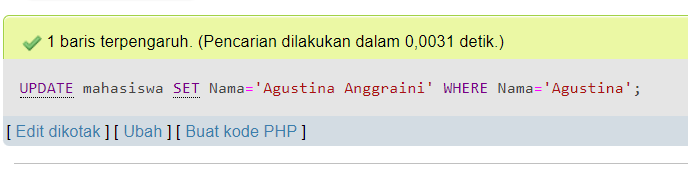 1 baris terpengaruh. (Pencarian dilakukan dalam 0,0031 detik.)
UPDATE mahasiswa SET Nama='Agustina Anggraini' WHERE Nama='Agustina';
[ Edit dikotak ] [ Ubah ] [ Buat kode PHP ]